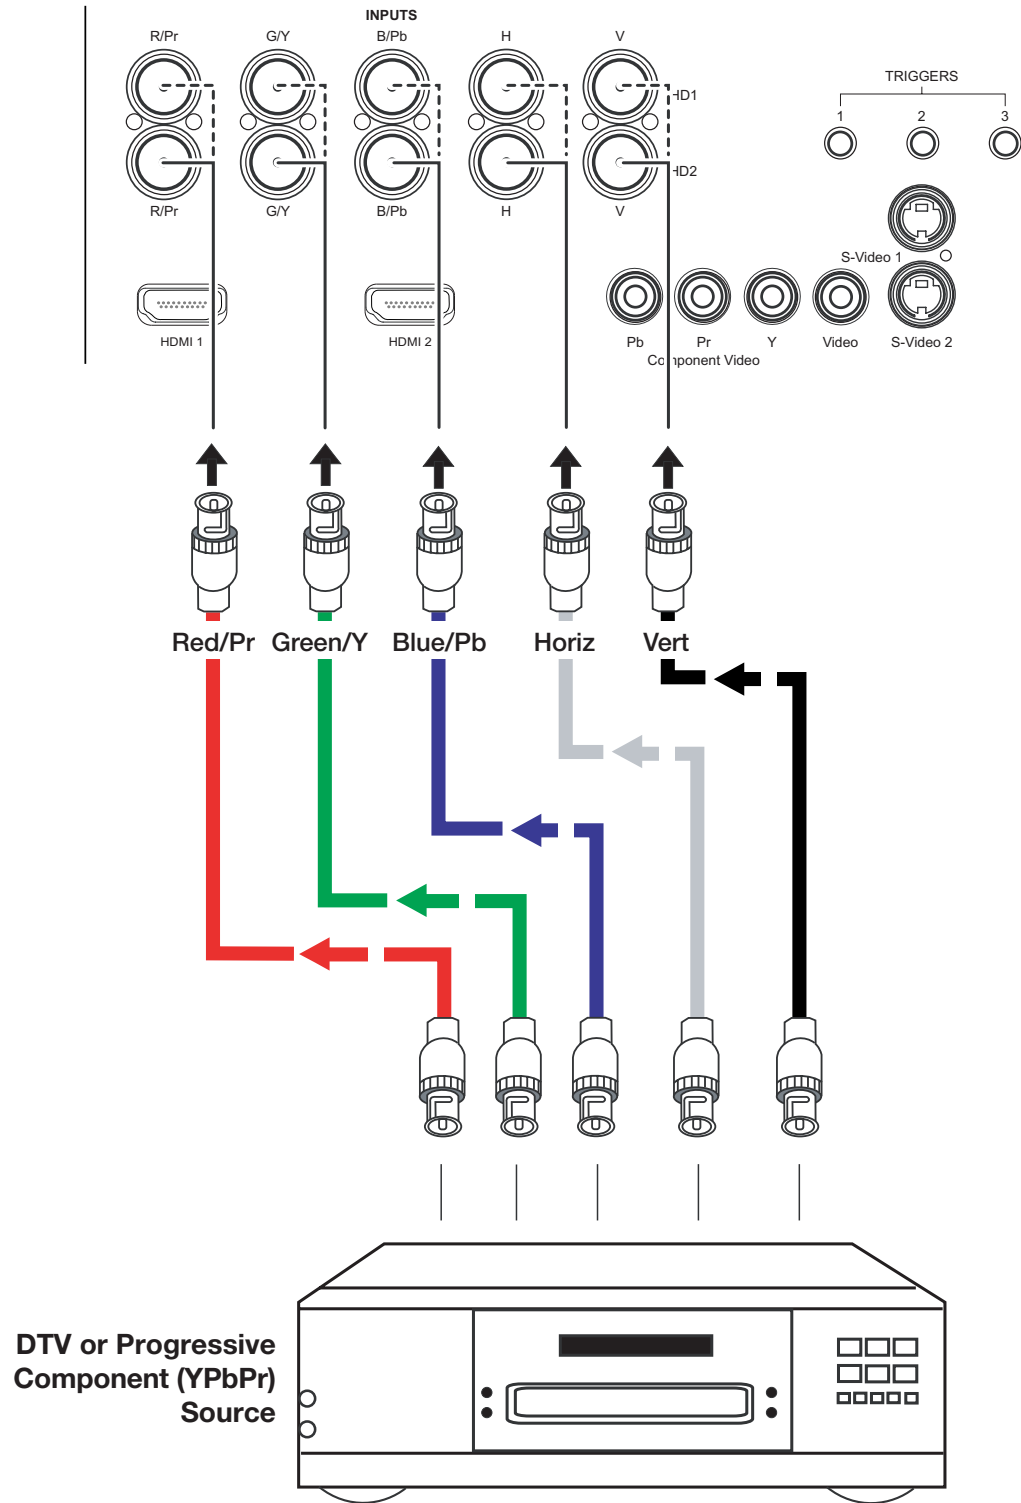 INPUTS
R/Pr G/Y B/Pb H V
HD1
TRIGGERS
1 2 3
HD2
R/Pr G/Y B/Pb H V
S-Video 1
HDMI 1 HDMI 2 Pb Pr Y Video S-Video 2
Component Video
Red/Pr Green/Y Blue/Pb Horiz Vert
DTV or Progressive
Component (YPbPr)
Source